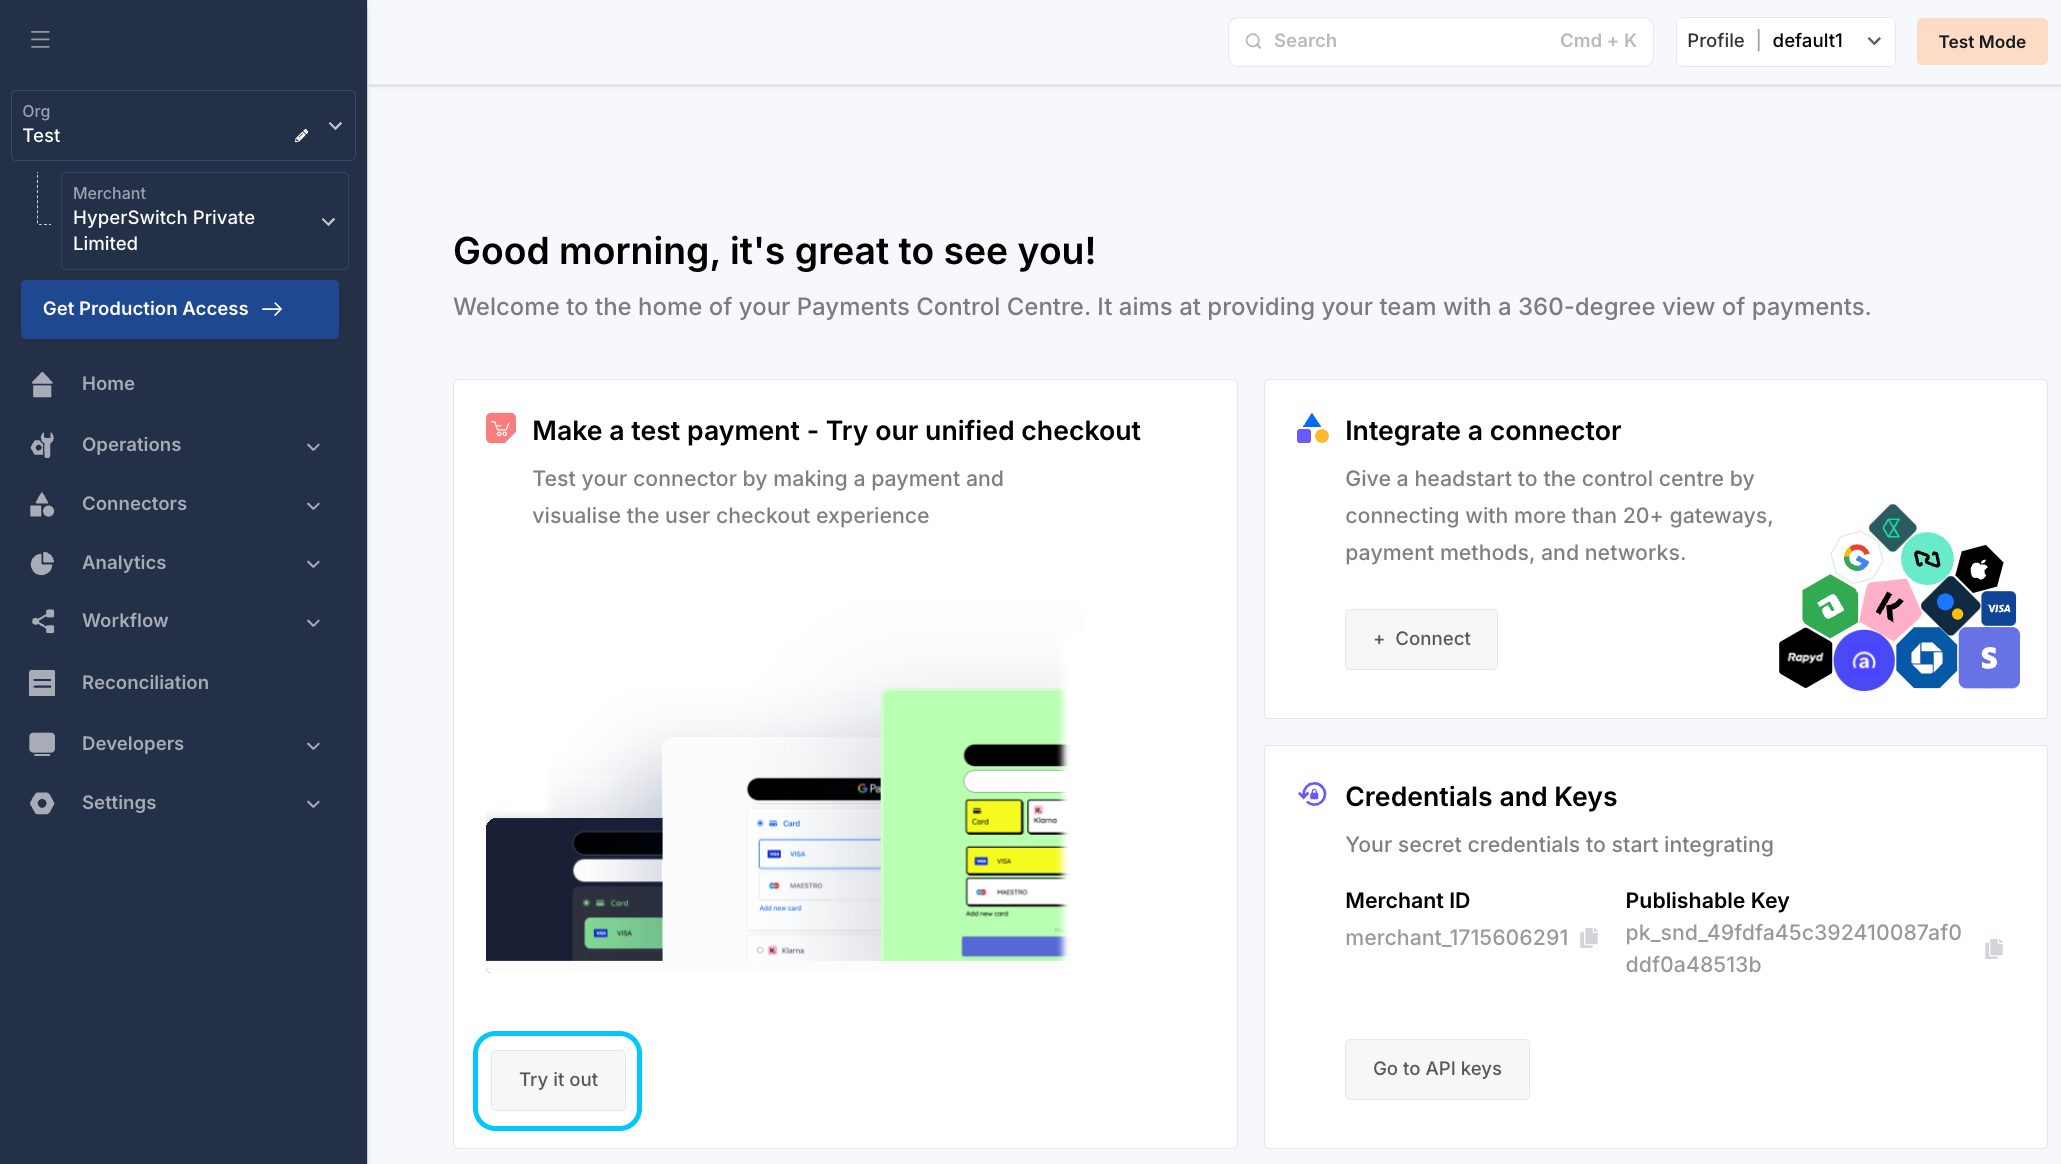 Search
Cmd + K
Profile
default1
Test Mode
Org
Test
Merchant
HyperSwitch Private
Limited
Get Production Access
Home
Operations
Connectors
Analytics
Workflow
Reconciliation
Developers
Settings
Good morning, it's great to see you!
Welcome to the home of your Payments Control Centre. It aims at providing your team with a 360-degree view of payments.
Make a test payment - Try our unified checkout
Test your connector by making a payment and
visualise the user checkout experience
Card
VISA
G Pa
Card
VISA
MAESTRO
Add new card
Klarna
Card
Klarna
VISA
MAESTRO
Add new card
Try it out
Integrate a connector
Give a headstart to the control centre by
connecting with more than 20+ gateways,
payment methods, and networks.
+ Connect
VISA
Rapyd
S
Credentials and Keys
Your secret credentials to start integrating
Merchant ID
merchant_1715606291
Publishable Key
pk_snd_49fdfa45c392410087af0
ddf0a48513b
Go to API keys